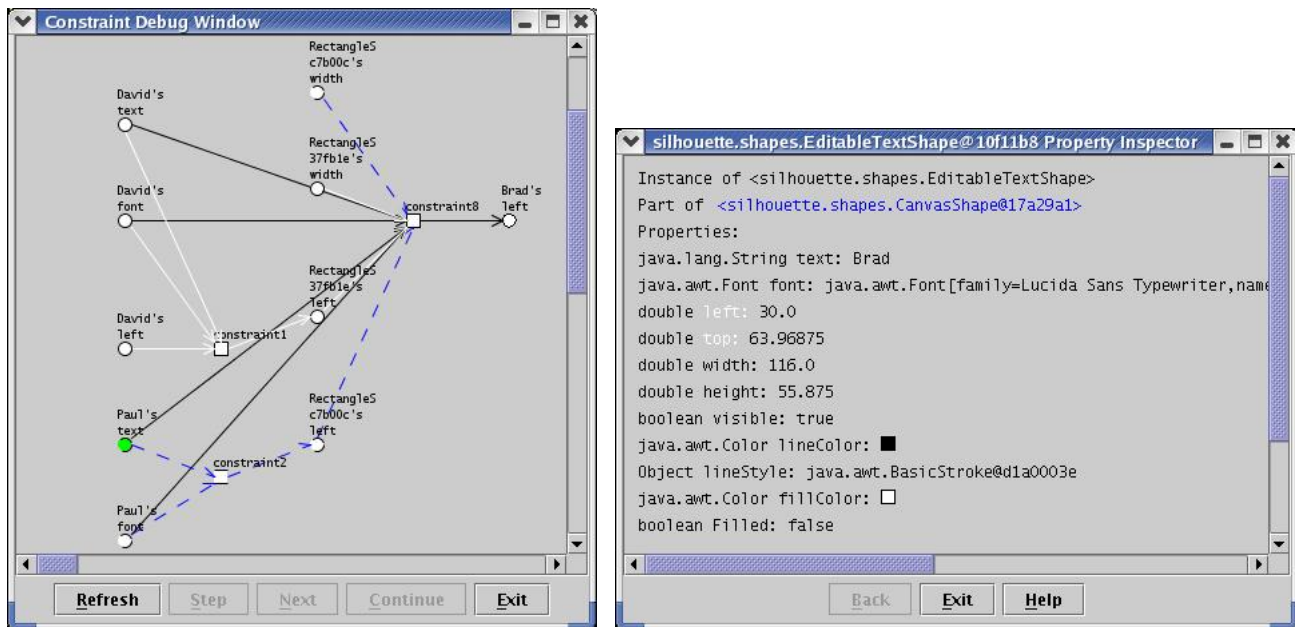 Constraint Debug Window
RectangleS
c7b00c's
width
David's
text
RectangleS
37fb1e's
width
David's
font
Brad's
left
constraint8
RectangleS
37fb1e's
left
David's
left
constraint1
RectangleS
c7b00c's
left
Paul's
text
constraint2
Paul's
font
Refresh
Step
Next
Continue
Exit
silhouette.shapes.EditableTextShape@10f11b8 Property Inspector
Instance of <silhouette.shapes.EditableTextShape>
Part of <silhouette.shapes.CanvasShape@17a29a1>
Properties:
java.lang.String text: Brad
java.awt.Font font: java.awt.Font[family=Lucida Sans Typewriter,name
double left: 30.0
double top: 63.96875
double width: 116.0
double height: 55.875
boolean visible: true
java.awt.Color lineColor:
Object lineStyle: java.awt.BasicStroke@d1a0003e
java.awt.Color fillColor:
boolean Filled: false
Back
Exit
Help